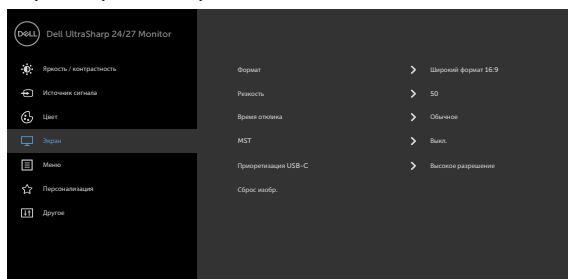 DELL Dell UltraSharp 24/27 Monitor
Яркость / контрастность
Источник сигнала
Цвет
Экран
Меню
Персонализация
Другое
Формат Широкий формат 16:9
Резкость 50
Время отклика Обычное
MST Выкл.
Приоретизация USB-C Высокое разрешение
Сброс изобр.